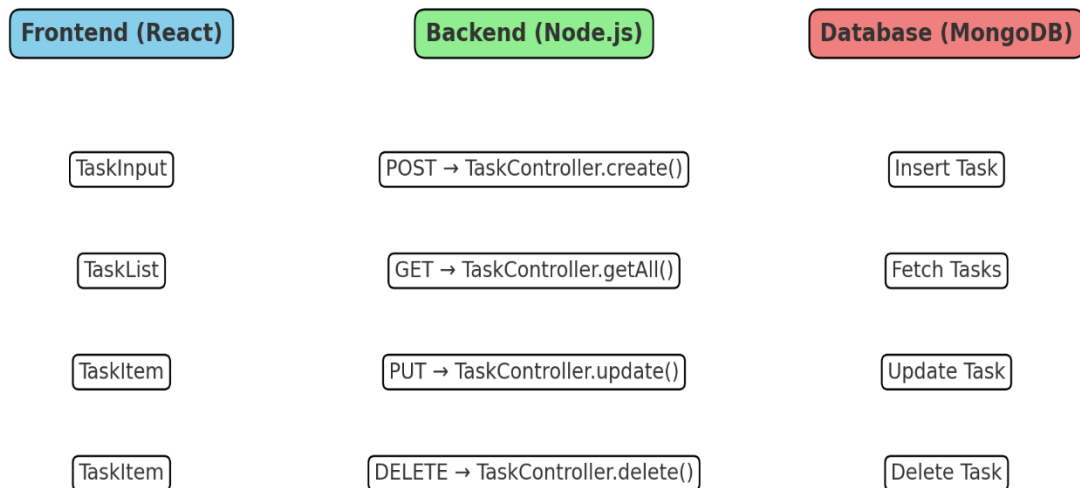 Frontend (React) Backend (Node.js) Database (MongoDB)
TaskInput POST → TaskController.create() Insert Task
TaskList GET → TaskController.getAll() Fetch Tasks
TaskItem PUT → TaskController.update() Update Task
TaskItem DELETE → TaskController.delete() Delete Task